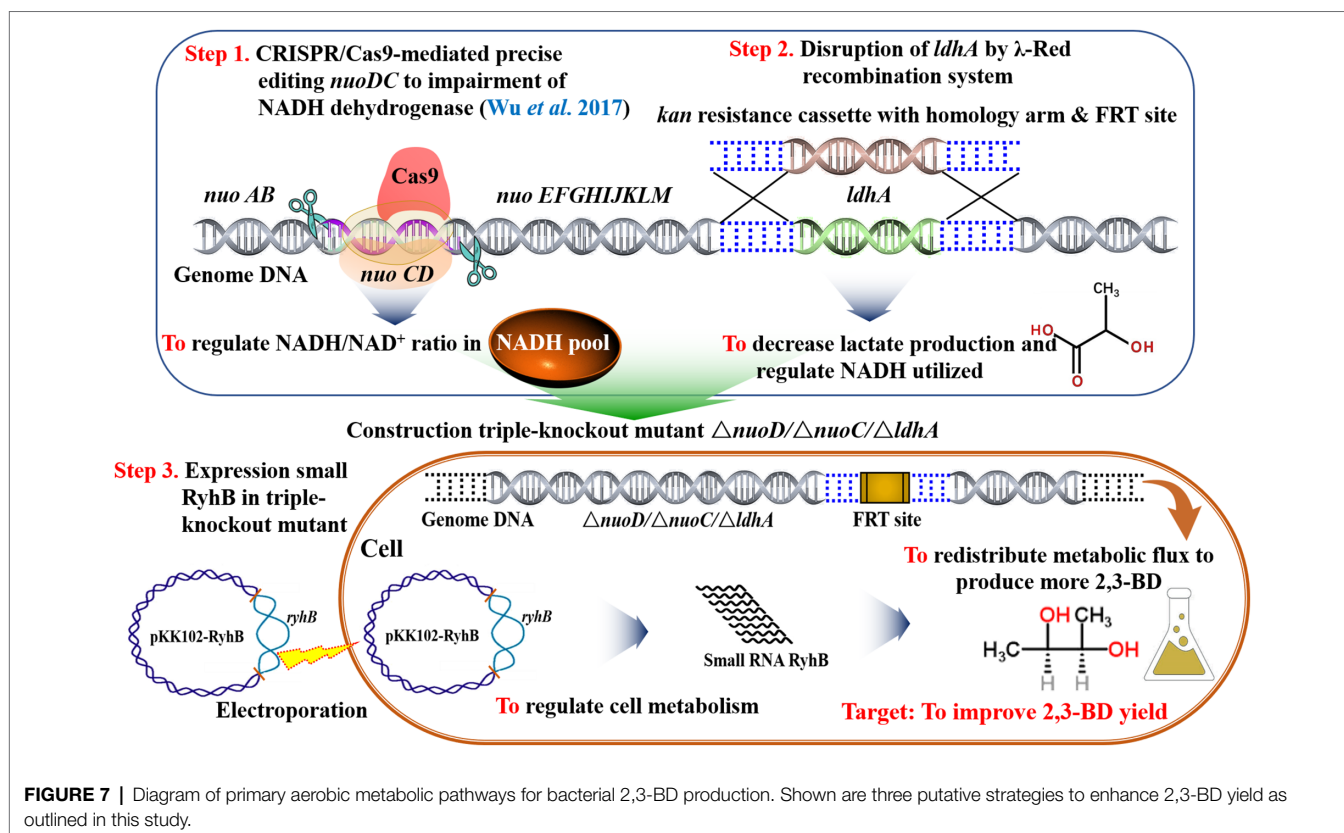 Step 1. CRISPR/Cas9-mediated precise
editing nuoDC to impairment of
NADH dehydrogenase (Wu et al. 2017)
Step 2. Disruption of ldhA by λ-Red
recombination system
kan resistance cassette with homology arm & FRT site
Cas9
nuo AB
nuo EFGHIJKLM
ldhA
Genome DNA
nuo CD
To regulate NADH/NAD⁺ ratio in
NADH pool
To decrease lactate production and
regulate NADH utilized
CH₃
HO
OH
O
Construction triple-knockout mutant △nuoD/△nuoC/△ldhA
Step 3. Expression small
RyhB in triple-
knockout mutant
Genome DNA
△nuoD/△nuoC/△ldhA
FRT site
Cell
To redistribute metabolic flux to
produce more 2,3-BD
pKK102-RyhB
ryhB
pKK102-RyhB
ryhB
Small RNA RyhB
OH CH₃
H₃C
OH
H H
Electroporation
To regulate cell metabolism
Target: To improve 2,3-BD yield
FIGURE 7 | Diagram of primary aerobic metabolic pathways for bacterial 2,3-BD production. Shown are three putative strategies to enhance 2,3-BD yield as
outlined in this study.